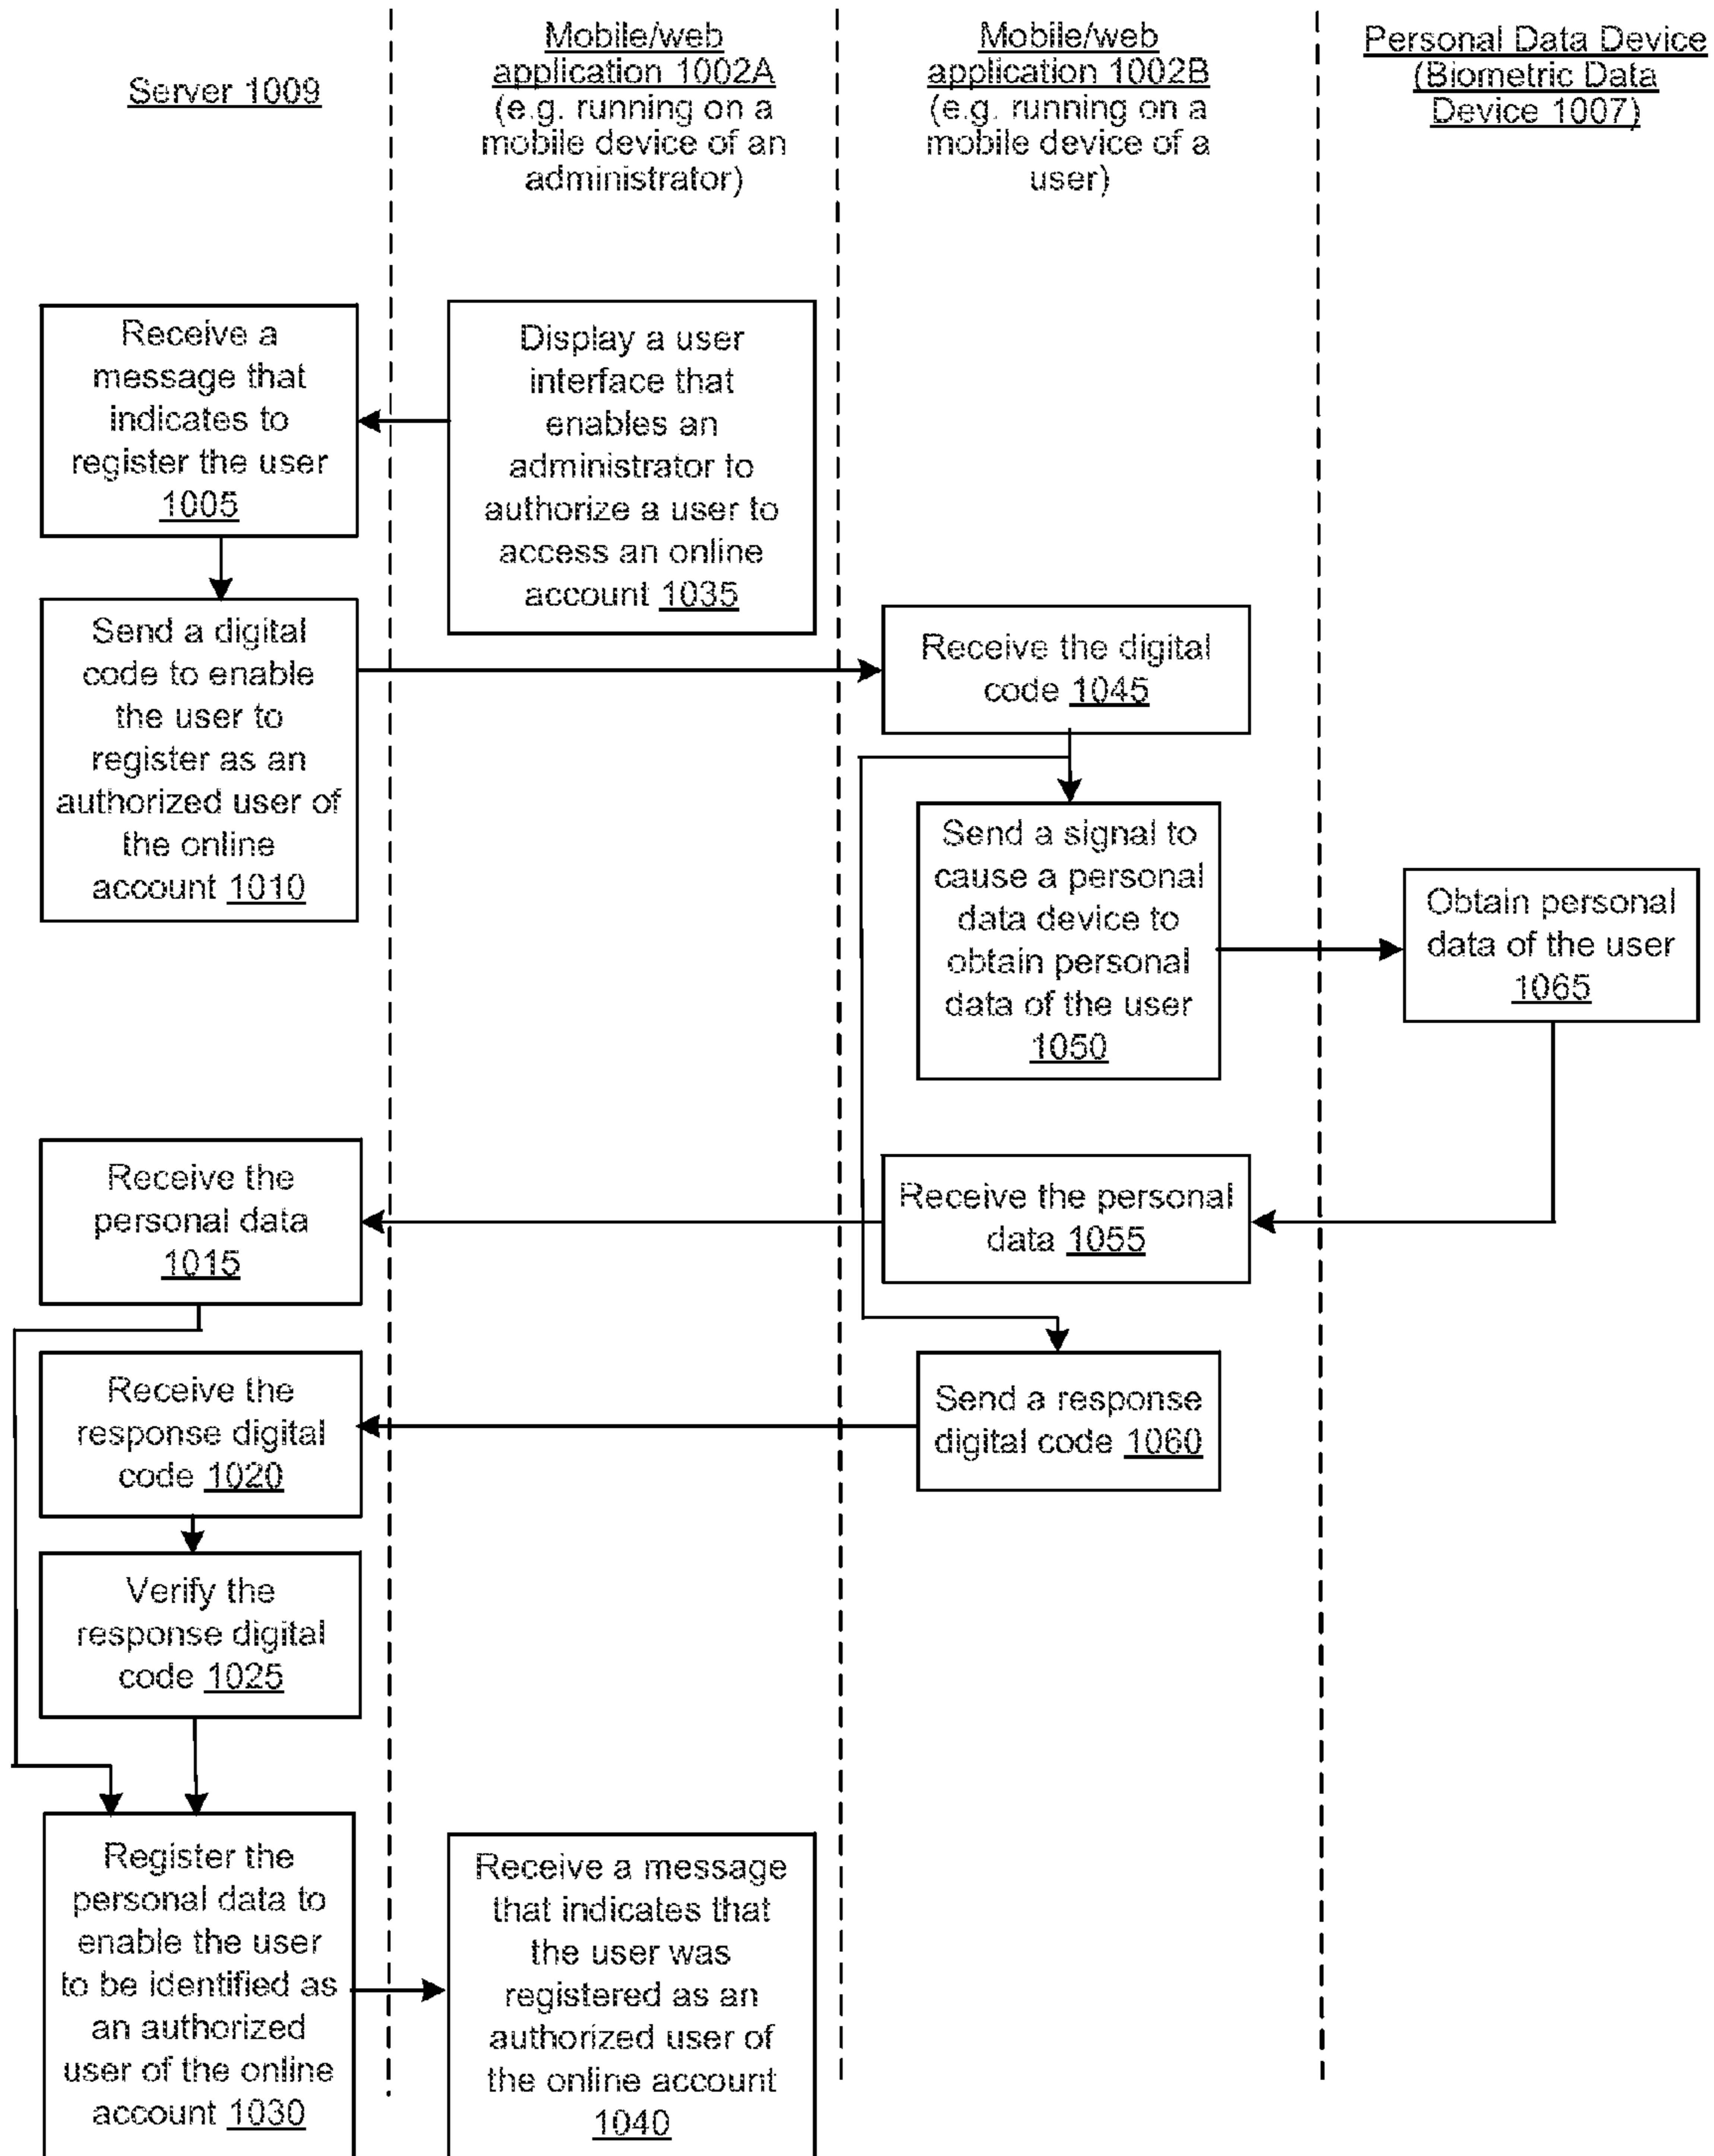 Server 1009
Mobile/web
application 1002A
(e.g. running on a
mobile device of an
administrator)
Mobile/web
application 1002B
(e.g. running on a
mobile device of a
user)
Personal Data Device
(Biometric Data
Device 1007)
Receive a
message that
indicates to
register the user
1005
Display a user
interface that
enables an
administrator to
authorize a user to
access an online
account 1035
Send a digital
code to enable
the user to
register as an
authorized user of
the online
account 1010
Receive the digital
code 1045
Send a signal to
cause a personal
data device to
obtain personal
data of the user
1050
Obtain personal
data of the user
1065
Receive the
personal data
1015
Receive the personal
data 1055
Receive the
response digital
code 1020
Send a response
digital code 1060
Verify the
response digital
code 1025
Register the
personal data to
enable the user
to be identified as
an authorized
user of the online
account 1030
Receive a message
that indicates that
the user was
registered as an
authorized user of
the online account
1040